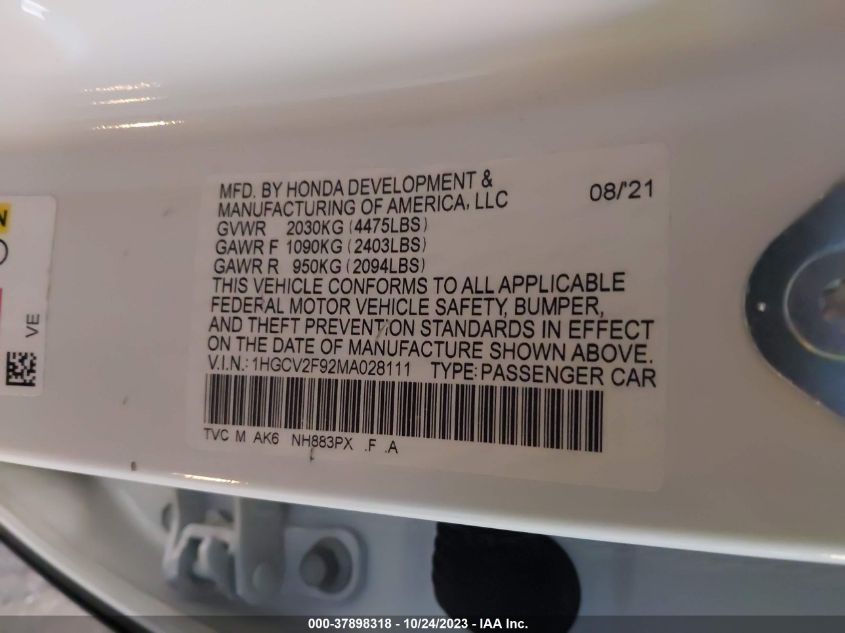 MFD. BY HONDA DEVELOPMENT &
MANUFACTURING OF AMERICA, LLC 08/'21
GVWR 2030KG (4475LBS)
GAWR F 1090KG (2403LBS)
GAWR R 950KG (2094LBS)
THIS VEHICLE CONFORMS TO ALL APPLICABLE
FEDERAL MOTOR VEHICLE SAFETY, BUMPER,
AND THEFT PREVENTION STANDARDS IN EFFECT
ON THE DATE OF MANUFACTURE SHOWN ABOVE.
V.I.N.: 1HGCV2F92MA028111 TYPE: PASSENGER CAR
TVC M AK6 NH883PX .F .A
VE
000-37898318 - 10/24/2023 - IAA Inc.